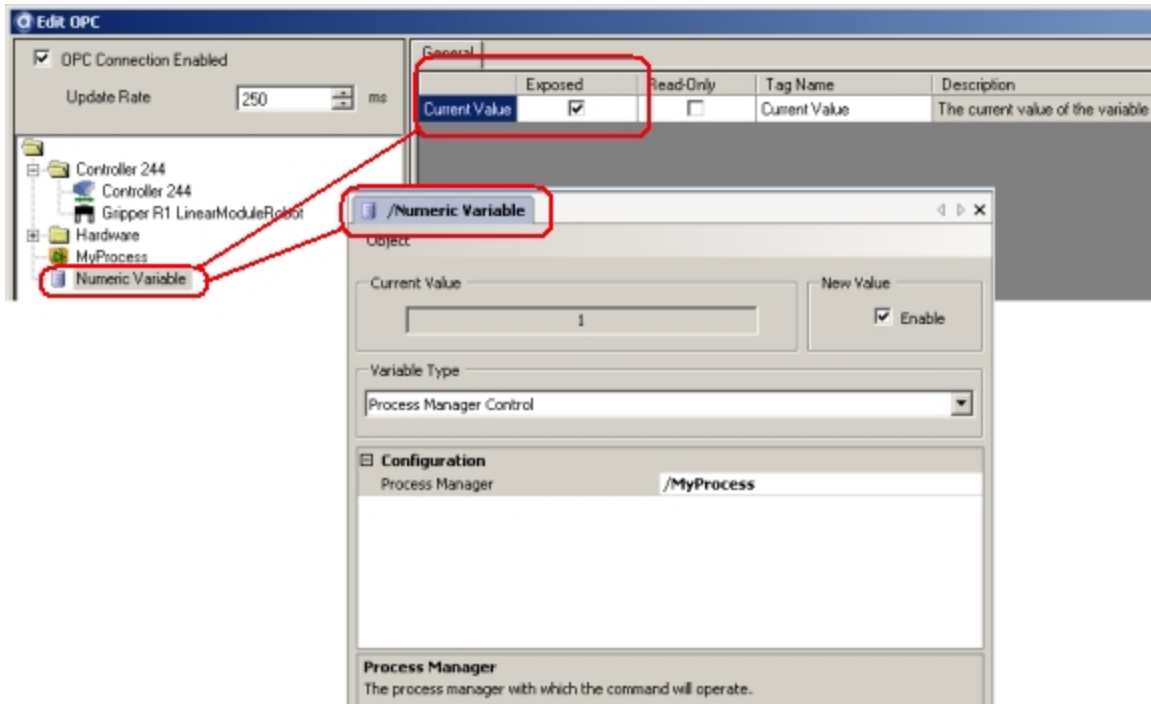 Edit OPC
OPC Connection Enabled
Update Rate 250 ms
General
Exposed Read-Only Tag Name Description
Current Value Current Value The current value of the variable
Controller 244
Controller 244
Gripper R1 LinearModuleRobot
Hardware
MyProcess
Numeric Variable
/Numeric Variable
Object
Current Value New Value
1 Enable
Variable Type
Process Manager Control
Configuration
Process Manager /MyProcess
Process Manager
The process manager with which the command will operate.